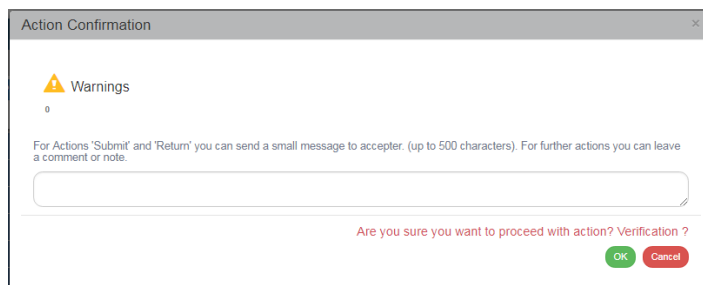 Action Confirmation
×
Warnings
0
For Actions 'Submit' and 'Return' you can send a small message to accepter. (up to 500 characters). For further actions you can leave
a comment or note.
Are you sure you want to proceed with action? Verification ?
OK Cancel